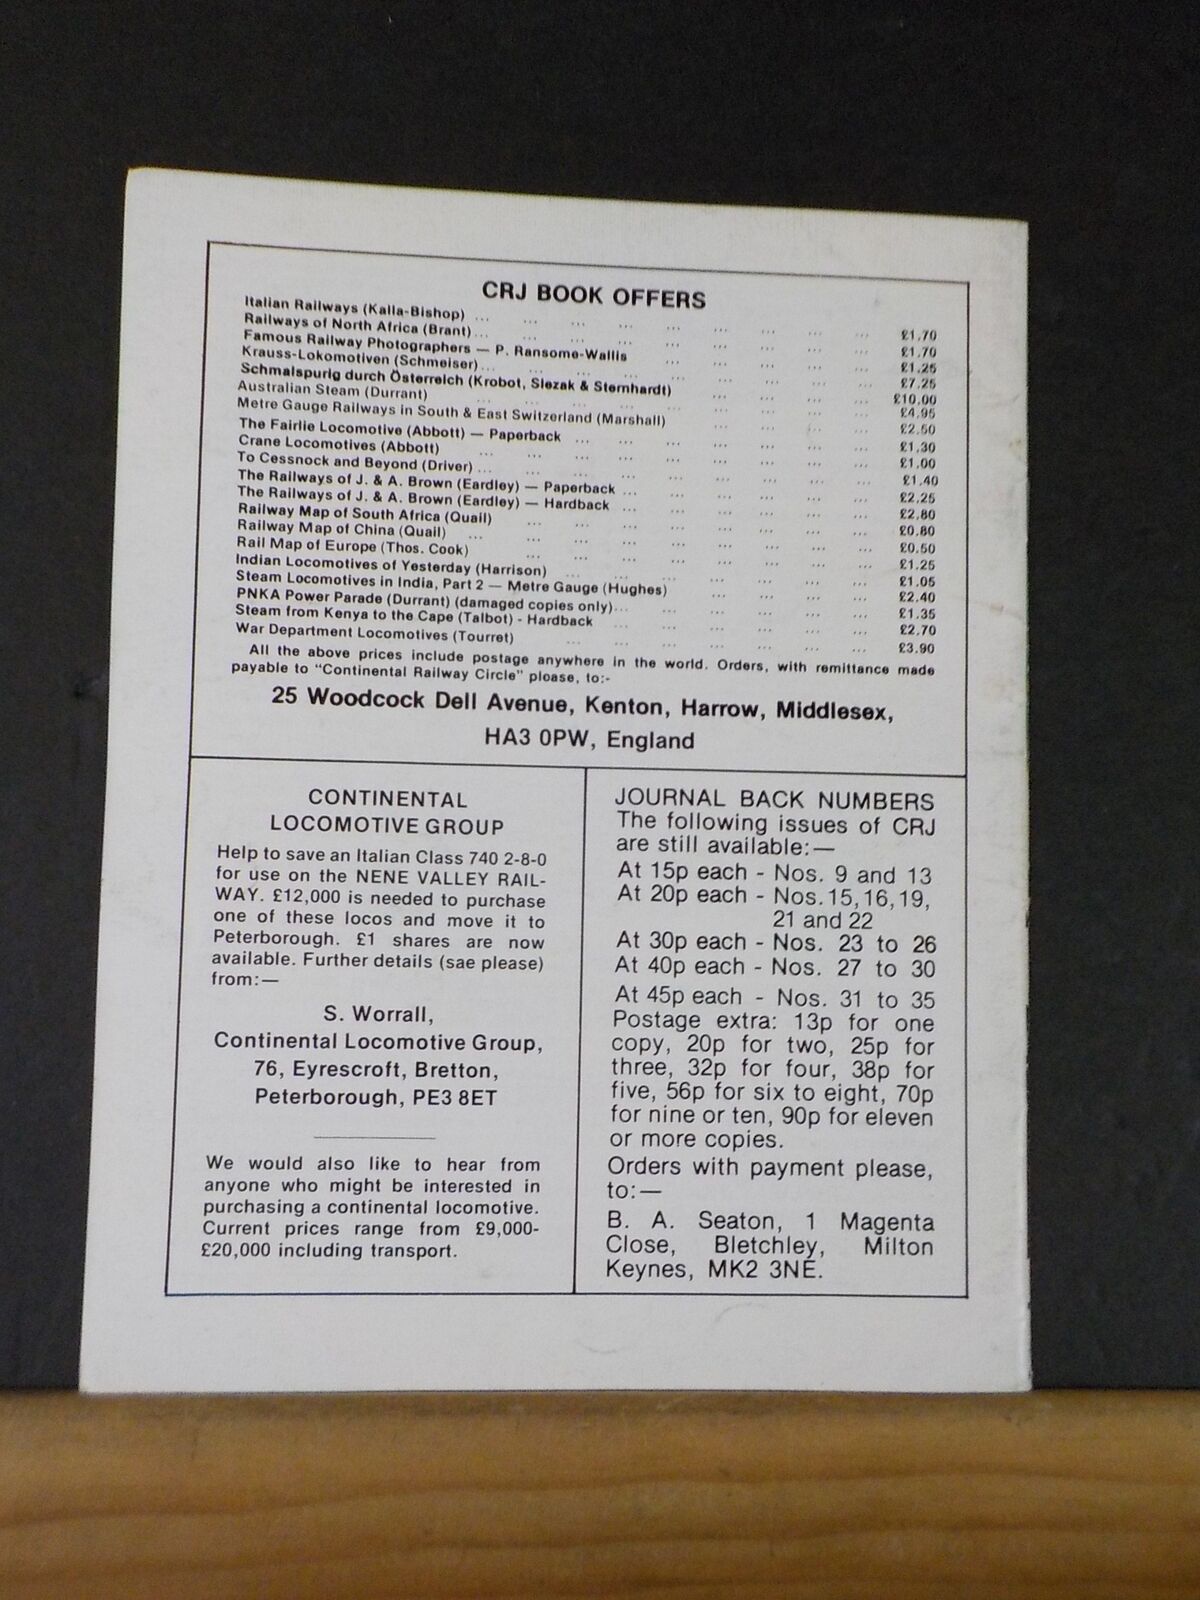 CRJ BOOK OFFERS
Italian Railways (Kalla-Bishop) ... ... ... ... ... ... ... ... ... £1.70
Railways of North Africa (Brant) ... ... ... ... ... ... ... ... ... £1.70
Famous Railway Photographers — P. Ransome-Wallis ... ... ... ... ... £1.25
Krauss-Lokomotiven (Schmeiser) ... ... ... ... ... ... ... ... ... £7.25
Schmalspurig durch Österreich (Krobot, Slezak & Sternhardt) ... ... ... ... £10.00
Australian Steam (Durrant) ... ... ... ... ... ... ... ... ... £4.95
Metre Gauge Railways in South & East Switzerland (Marshall) ... ... ... ... £2.50
The Fairlie Locomotive (Abbott) — Paperback ... ... ... ... ... ... ... £1.30
Crane Locomotives (Abbott) ... ... ... ... ... ... ... ... ... £1.00
To Cessnock and Beyond (Driver) ... ... ... ... ... ... ... ... ... £1.40
The Railways of J. & A. Brown (Eardley) — Paperback ... ... ... ... ... ... £2.25
The Railways of J. & A. Brown (Eardley) — Hardback ... ... ... ... ... ... £2.80
Railway Map of South Africa (Quail) ... ... ... ... ... ... ... ... £0.80
Railway Map of China (Quail) ... ... ... ... ... ... ... ... ... £0.50
Rail Map of Europe (Thos. Cook) ... ... ... ... ... ... ... ... £1.25
Indian Locomotives of Yesterday (Harrison) ... ... ... ... ... ... ... £1.05
Steam Locomotives in India, Part 2 — Metre Gauge (Hughes) ... ... ... ... £2.40
PNKA Power Parade (Durrant) (damaged copies only) ... ... ... ... ... ... £1.35
Steam from Kenya to the Cape (Talbot) - Hardback ... ... ... ... ... ... £2.70
War Department Locomotives (Tourret) ... ... ... ... ... ... ... £3.90
All the above prices include postage anywhere in the world. Orders, with remittance made
payable to "Continental Railway Circle" please, to:-
25 Woodcock Dell Avenue, Kenton, Harrow, Middlesex,
HA3 0PW, England
CONTINENTAL
LOCOMOTIVE GROUP
Help to save an Italian Class 740 2-8-0
for use on the NENE VALLEY RAIL-
WAY. £12,000 is needed to purchase
one of these locos and move it to
Peterborough. £1 shares are now
available. Further details (sae please)
from:—
S. Worrall,
Continental Locomotive Group,
76, Eyrescroft, Bretton,
Peterborough, PE3 8ET
We would also like to hear from
anyone who might be interested in
purchasing a continental locomotive.
Current prices range from £9,000-
£20,000 including transport.
JOURNAL BACK NUMBERS
The following issues of CRJ
are still available:—
At 15p each - Nos. 9 and 13
At 20p each - Nos. 15, 16, 19,
21 and 22
At 30p each - Nos. 23 to 26
At 40p each - Nos. 27 to 30
At 45p each - Nos. 31 to 35
Postage extra: 13p for one
copy, 20p for two, 25p for
three, 32p for four, 38p for
five, 56p for six to eight, 70p
for nine or ten, 90p for eleven
or more copies.
Orders with payment please,
to:—
B. A. Seaton, 1 Magenta
Close, Bletchley, Milton
Keynes, MK2 3NE.